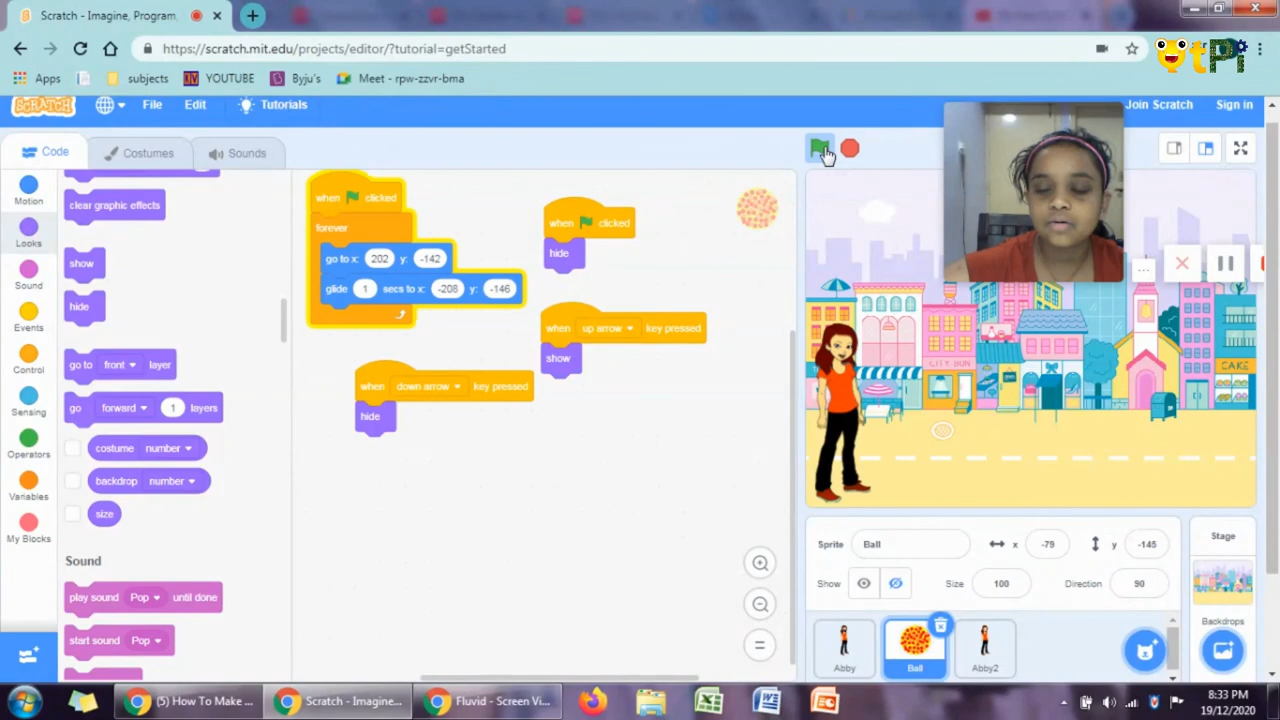 Scratch - Imagine, Program,
https://scratch.mit.edu/projects/editor/?tutorial=getStarted
Apps
subjects
YOUTUBE
Byju's
Meet - rpw-zzvr-bma
tPi
SCRATCH
File
Edit
Tutorials
Join Scratch
Sign in
Code
Costumes
Sounds
Motion
Looks
Sound
Events
Control
Sensing
Operators
Variables
My Blocks
clear graphic effects
show
hide
go to front layer
go forward 1 layers
costume number
backdrop number
size
Sound
play sound Pop until done
start sound Pop
when clicked
forever
go to x: 202 y: -142
glide 1 secs to x: -208 y: -146
when clicked
hide
when up arrow key pressed
show
when down arrow key pressed
hide
CITY BUN
CAKE
Sprite Ball x -79 y -145
Show Size 100 Direction 90
Abby
Ball
Abby2
Stage
Backdrops
(5) How To Make ...
Scratch - Imagine...
Fluvid - Screen Vi...
8:33 PM
19/12/2020